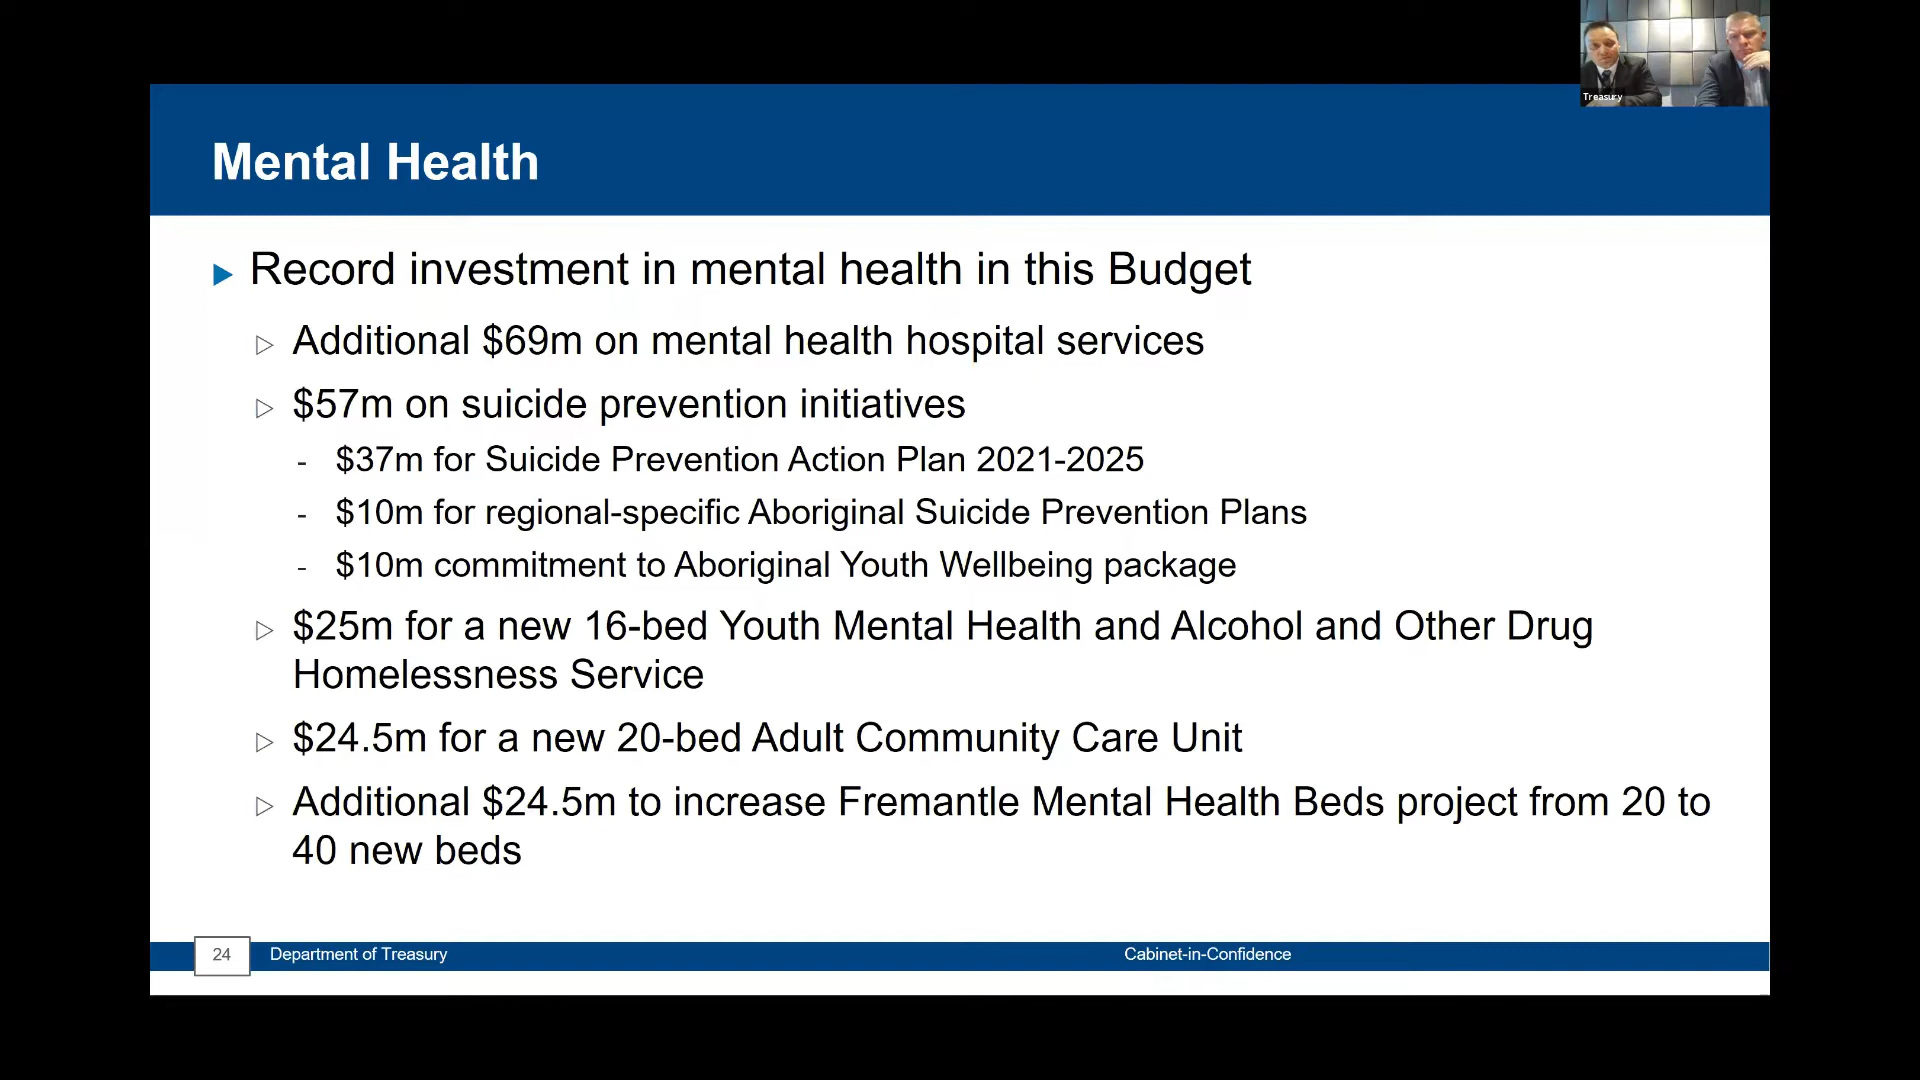 Treasury
Mental Health
Record investment in mental health in this Budget
Additional $69m on mental health hospital services
$57m on suicide prevention initiatives
- $37m for Suicide Prevention Action Plan 2021-2025
- $10m for regional-specific Aboriginal Suicide Prevention Plans
- $10m commitment to Aboriginal Youth Wellbeing package
$25m for a new 16-bed Youth Mental Health and Alcohol and Other Drug
Homelessness Service
$24.5m for a new 20-bed Adult Community Care Unit
Additional $24.5m to increase Fremantle Mental Health Beds project from 20 to
40 new beds
24 Department of Treasury Cabinet-in-Confidence